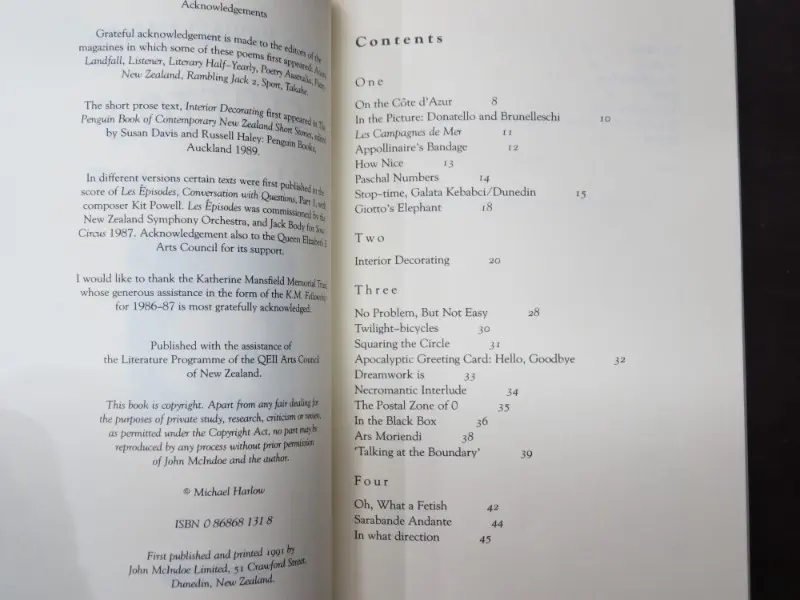 Acknowledgements
Grateful acknowledgement is made to the editors of the
magazines in which some of these poems first appeared:
Landfall, Listener, Literary Half-Yearly, Poetry Australia, Poetry
New Zealand, Rambling Jack 2, Sport, Takahe.
The short prose text, Interior Decorating first appeared in The
Penguin Book of Contemporary New Zealand Short Stories, edited
by Susan Davis and Russell Haley: Penguin Books,
Auckland 1989.
In different versions certain texts were first published in the
score of Les Épisodes, Conversation with Questions, Part I, with
composer Kit Powell. Les Épisodes was commissioned by the
New Zealand Symphony Orchestra, and Jack Body for Sonic
Circus 1987. Acknowledgement also to the Queen Elizabeth II
Arts Council for its support.
I would like to thank the Katherine Mansfield Memorial Trust
whose generous assistance in the form of the K.M. Fellowship
for 1986–87 is most gratefully acknowledged.
Published with the assistance of
the Literature Programme of the QEII Arts Council
of New Zealand.
This book is copyright. Apart from any fair dealing for
the purposes of private study, research, criticism or review,
as permitted under the Copyright Act, no part may be
reproduced by any process without prior permission
of John McIndoe and the author.
© Michael Harlow
ISBN 0 86868 131 8
First published and printed 1991 by
John McIndoe Limited, 51 Crawford Street,
Dunedin, New Zealand.
Contents
One
On the Côte d'Azur 8
In the Picture: Donatello and Brunelleschi 10
Les Campagnes de Mer 11
Appollinaire's Bandage 12
How Nice 13
Paschal Numbers 14
Stop-time, Galata Kebabci/Dunedin 15
Giotto's Elephant 18
Two
Interior Decorating 20
Three
No Problem, But Not Easy 28
Twilight-bicycles 30
Squaring the Circle 31
Apocalyptic Greeting Card: Hello, Goodbye 32
Dreamwork is 33
Necromantic Interlude 34
The Postal Zone of O 35
In the Black Box 36
Ars Moriendi 38
'Talking at the Boundary' 39
Four
Oh, What a Fetish 42
Sarabande Andante 44
In what direction 45